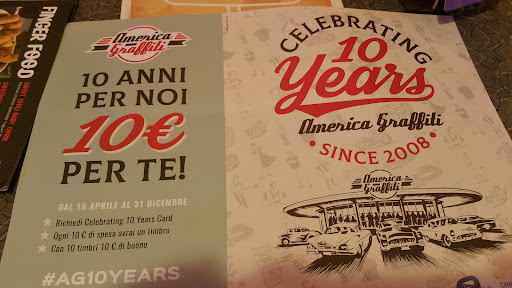 FINGER FOOD
America
Graffiti
10 ANNI
PER NOI
10€
PER TE!
DAL 16 APRILE AL 31 DICEMBRE
Richiedi Celebrating 10 Years Card
Ogni 10 € di spesa avrai un timbro
Con 10 timbri 10 € di buono
#AG10YEARS
CELEBRATING
10
Years
America Graffiti
• SINCE 2008 •
America
Graffiti